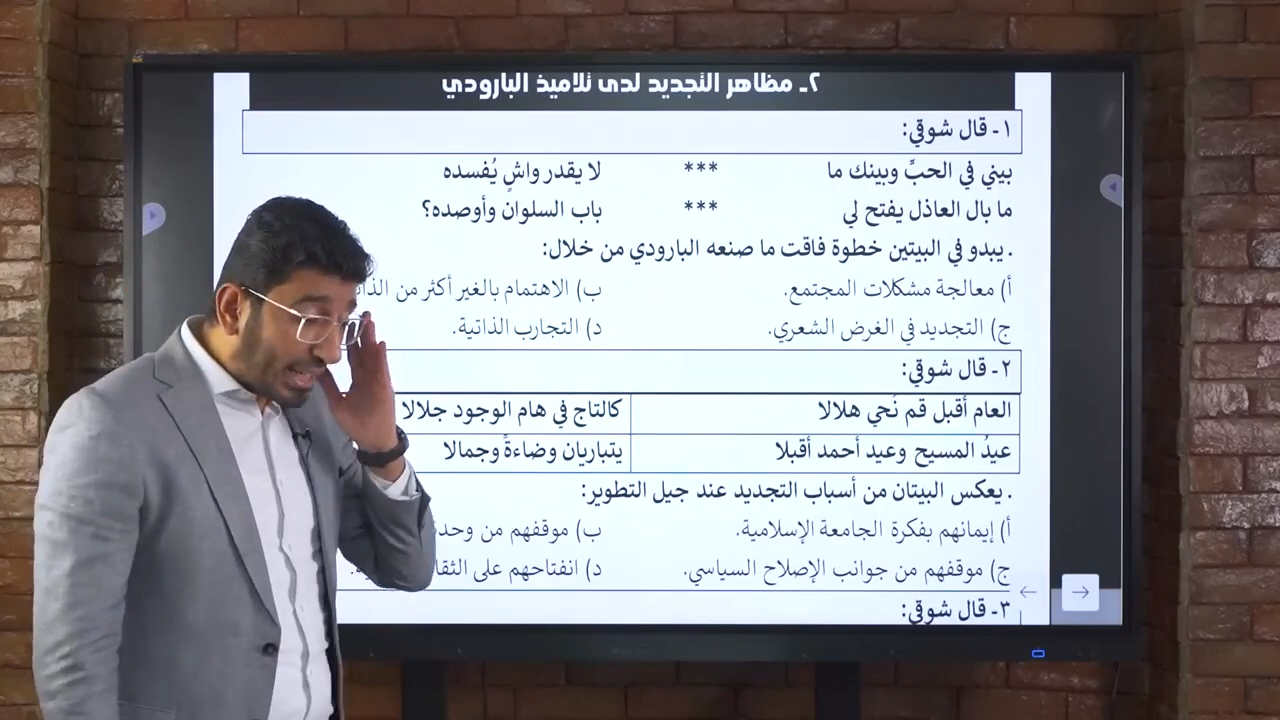 ٢ـ مظاهر التجديد لدى تلاميذ البارودي
١- قال شوقي:
بيني في الحبِّ وبينك ما *** لا يقدر واشٍ يُفسده
ما بال العاذل يفتح لي *** باب السلوان وأوصده؟
. يبدو في البيتين خطوة فاقت ما صنعه البارودي من خلال:
أ) معالجة مشكلات المجتمع. ب) الاهتمام بالغير أكثر من
ج) التجديد في الغرض الشعري. د) التجارب الذاتية.
٢- قال شوقي:
العام أقبل قم نَحي هلالا كالتاج في هام الوجود جلالا
عيدُ المسيح وعيد أحمد أقبلا يتباريان وضاءةً وجمالا
. يعكس البيتان من أسباب التجديد عند جيل التطوير:
أ) إيمانهم بفكرة الجامعة الإسلامية. ب) موقفهم من
ج) موقفهم من جوانب الإصلاح السياسي. د) انفتاحهم على
٣- قال شوقي: